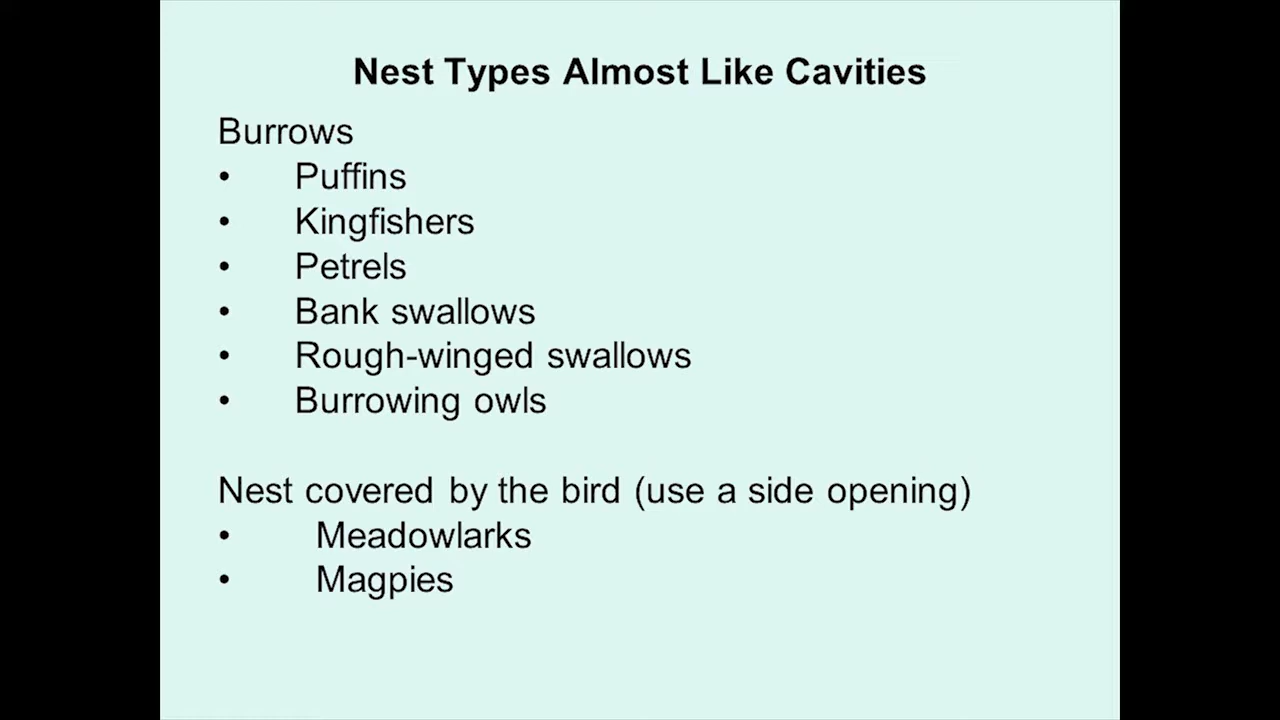 Nest Types Almost Like Cavities
Burrows
• Puffins
• Kingfishers
• Petrels
• Bank swallows
• Rough-winged swallows
• Burrowing owls
Nest covered by the bird (use a side opening)
• Meadowlarks
• Magpies